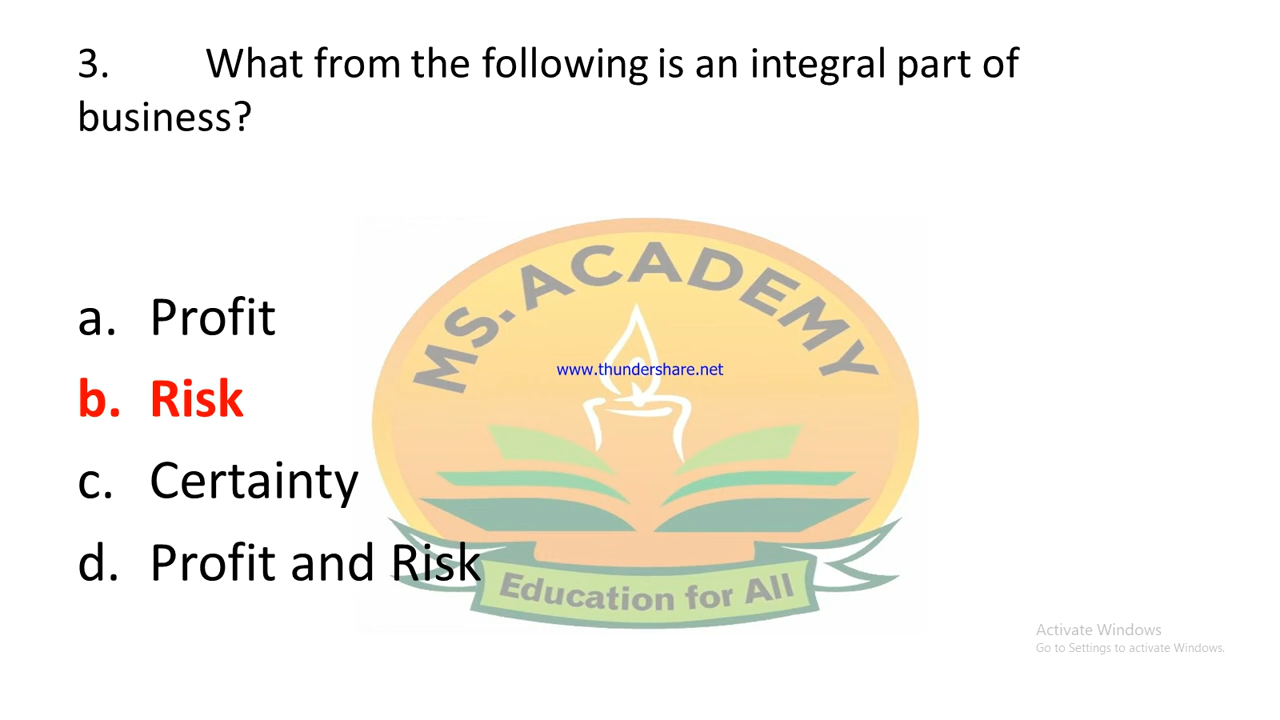 3. What from the following is an integral part of
business?
MS. ACADEMY
a. Profit
www.thundershare.net
b. Risk
c. Certainty
d. Profit and Risk
Education for All
Activate Windows
Go to Settings to activate Windows.